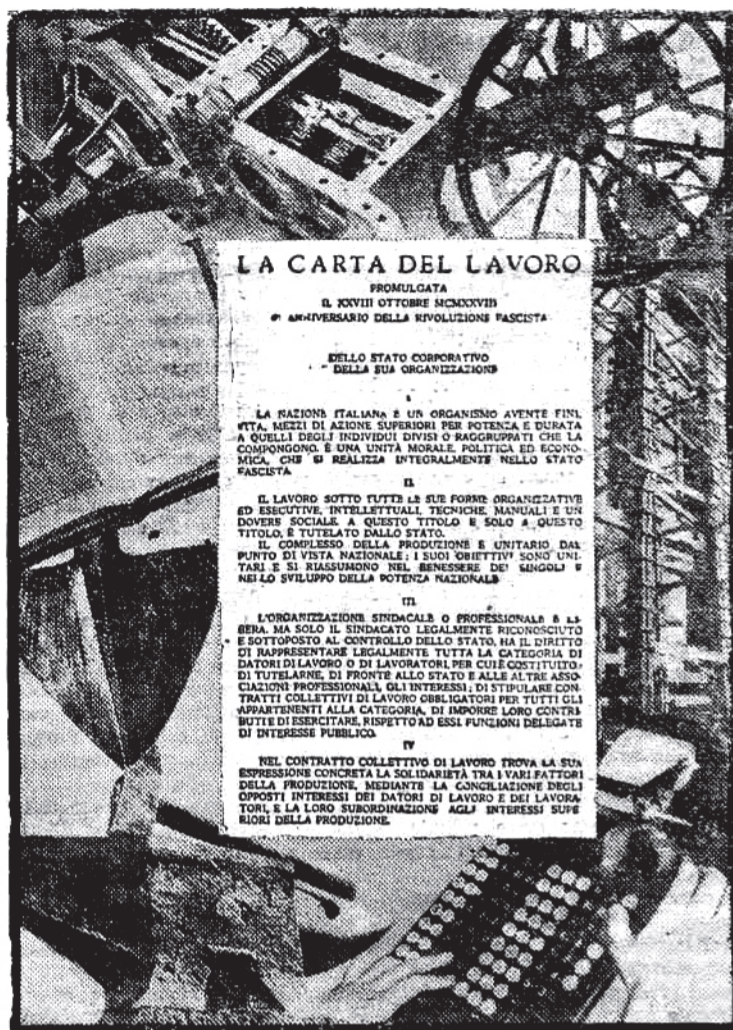 LA CARTA DEL LAVORO
PROMULGATA
IL XXVIII OTTOBRE MCMXXVIII
ANNIVERSARIO DELLA RIVOLUZIONE FASCISTA
DELLO STATO CORPORATIVO
DELLA SUA ORGANIZZAZIONE
I
LA NAZIONE ITALIANA È UN ORGANISMO AVENTE FINI,
VITA, MEZZI DI AZIONE SUPERIORI PER POTENZA E DURATA
A QUELLI DEGLI INDIVIDUI DIVISI O RAGGRUPPATI CHE LA
COMPONGONO. È UNA UNITÀ MORALE, POLITICA ED ECONO-
MICA, CHE SI REALIZZA INTEGRALMENTE NELLO STATO
FASCISTA.
II
IL LAVORO SOTTO TUTTE LE SUE FORME ORGANIZZATIVE
ED ESECUTIVE, INTELLETTUALI, TECNICHE, MANUALI È UN
DOVERE SOCIALE. A QUESTO TITOLO E SOLO A QUESTO
TITOLO, È TUTELATO DALLO STATO.
IL COMPLESSO DELLA PRODUZIONE È UNITARIO DAL
PUNTO DI VISTA NAZIONALE; I SUOI OBIETTIVI SONO UNI-
TARI E SI RIASSUMONO NEL BENESSERE DEI SINGOLI E
NELLO SVILUPPO DELLA POTENZA NAZIONALE
III
L'ORGANIZZAZIONE SINDACALE O PROFESSIONALE È LI-
BERA. MA SOLO IL SINDACATO LEGALMENTE RICONOSCIUTO
E SOTTOPOSTO AL CONTROLLO DELLO STATO, HA IL DIRITTO
DI RAPPRESENTARE LEGALMENTE TUTTA LA CATEGORIA DI
DATORI DI LAVORO O DI LAVORATORI, PER CUI È COSTITUITO;
DI TUTELARNE, DI FRONTE ALLO STATO E ALLE ALTRE ASSO-
CIAZIONI PROFESSIONALI, GLI INTERESSI; DI STIPULARE CON-
TRATTI COLLETTIVI DI LAVORO OBBLIGATORI PER TUTTI GLI
APPARTENENTI ALLA CATEGORIA, DI IMPORRE LORO CONTRI-
BUTI E DI ESERCITARE, RISPETTO AD ESSI FUNZIONI DELEGATE
DI INTERESSE PUBBLICO.
IV
NEL CONTRATTO COLLETTIVO DI LAVORO TROVA LA SUA
ESPRESSIONE CONCRETA LA SOLIDARIETÀ TRA I VARI FATTORI
DELLA PRODUZIONE, MEDIANTE LA CONCILIAZIONE DEGLI
OPPOSTI INTERESSI DEI DATORI DI LAVORO E DEI LAVORA-
TORI, E LA LORO SUBORDINAZIONE AGLI INTERESSI SUPE-
RIORI DELLA PRODUZIONE.